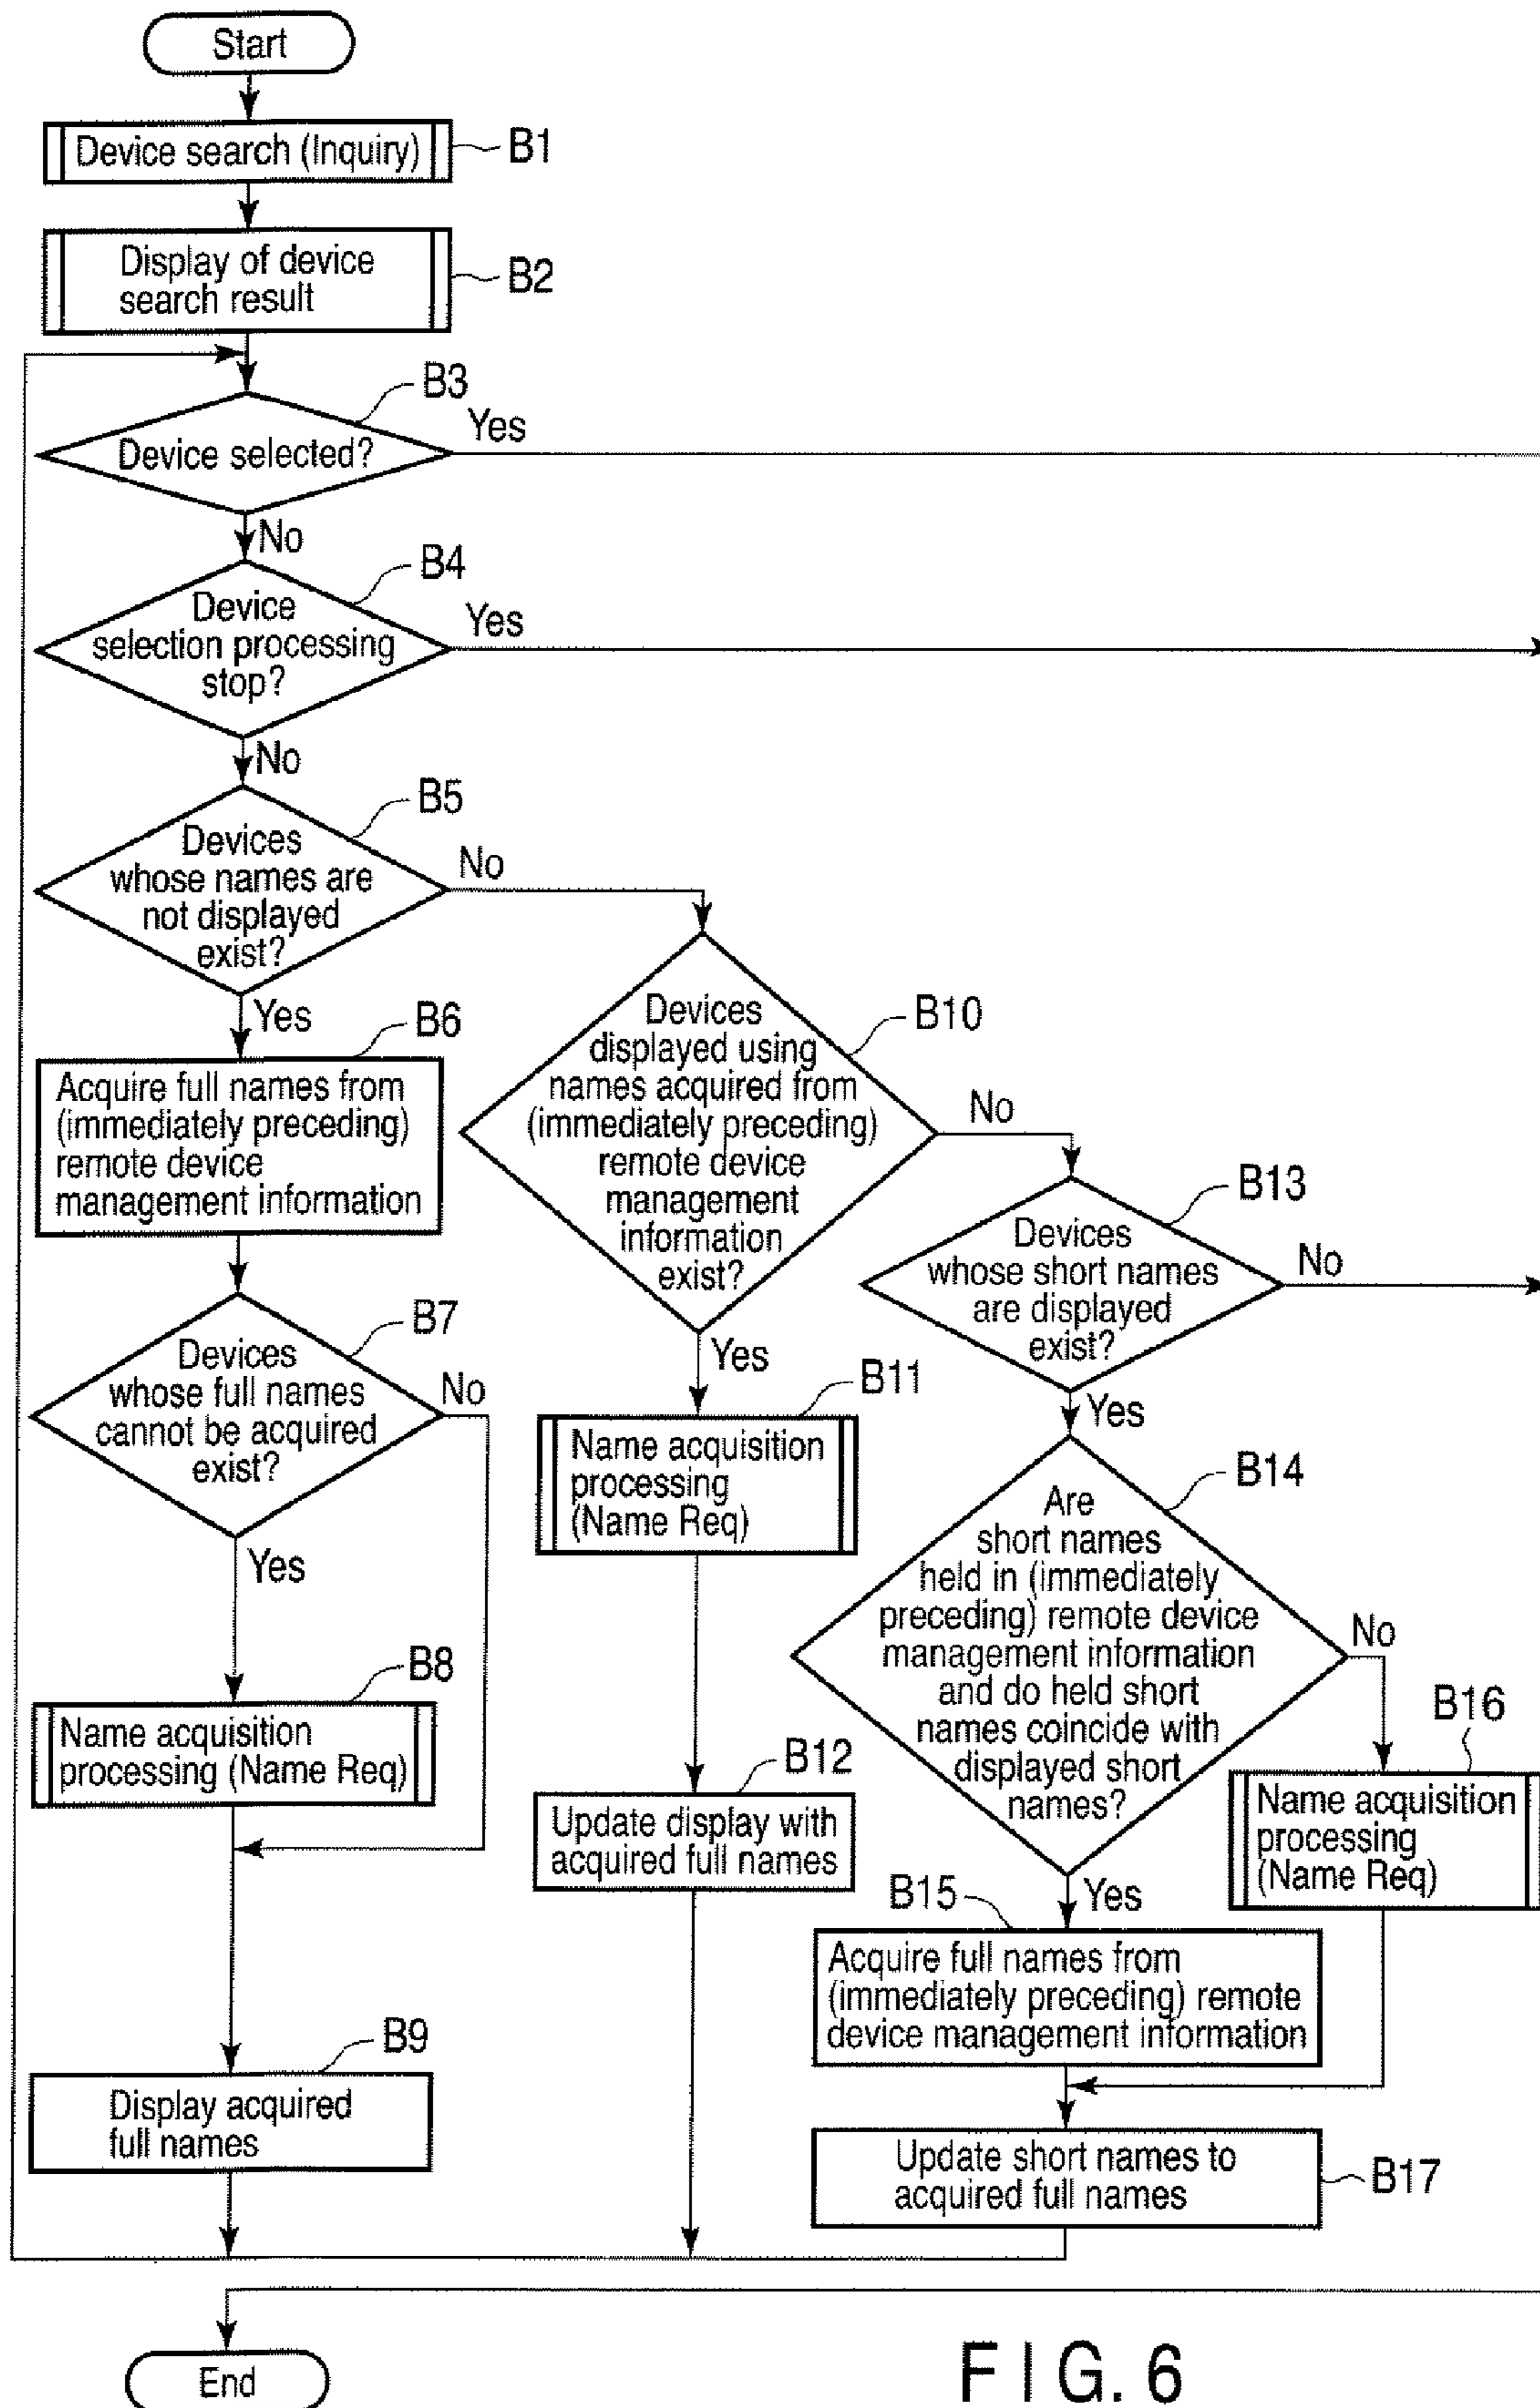 Start
Device search (Inquiry)
B1
Display of device
search result
B2
B3
Device selected?
Yes
No
B4
Device
selection processing
stop?
Yes
No
B5
Devices
whose names are
not displayed
exist?
No
Yes
B6
Acquire full names from
(immediately preceding)
remote device
management information
B7
Devices
whose full names
cannot be acquired
exist?
No
Yes
B8
Name acquisition
processing (Name Req)
B9
Display acquired
full names
B10
Devices
displayed using
names acquired from
(immediately preceding)
remote device
management
information
exist?
No
Yes
B11
Name acquisition
processing
(Name Req)
B12
Update display with
acquired full names
B13
Devices
whose short names
are displayed
exist?
No
Yes
B14
Are
short names
held in (immediately
preceding) remote device
management information
and do held short
names coincide with
displayed short
names?
No
Yes
B16
Name acquisition
processing
(Name Req)
B15
Acquire full names from
(immediately preceding) remote
device management information
Update short names to
acquired full names
B17
End
FIG. 6